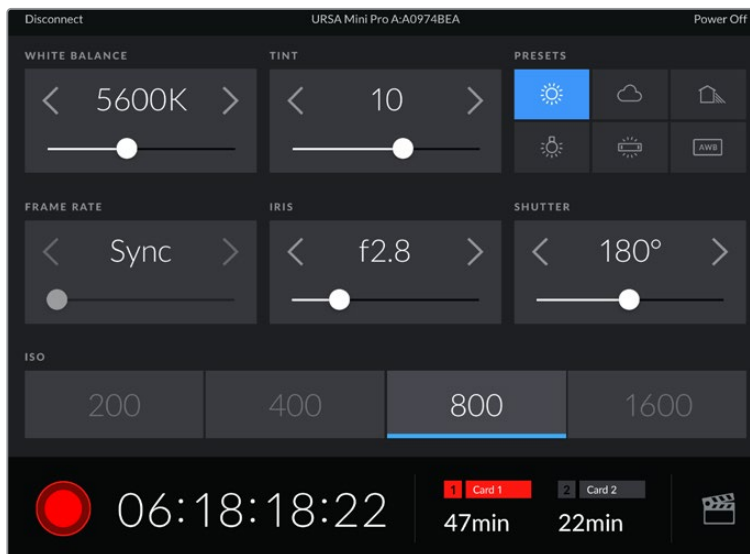 Disconnect
URSA Mini Pro A:A0974BEA
Power Off
WHITE BALANCE
5600K
TINT
10
PRESETS
AWB
FRAME RATE
Sync
IRIS
f2.8
SHUTTER
180°
ISO
200
400
800
1600
06:18:18:22
1 Card 1
47min
2 Card 2
22min